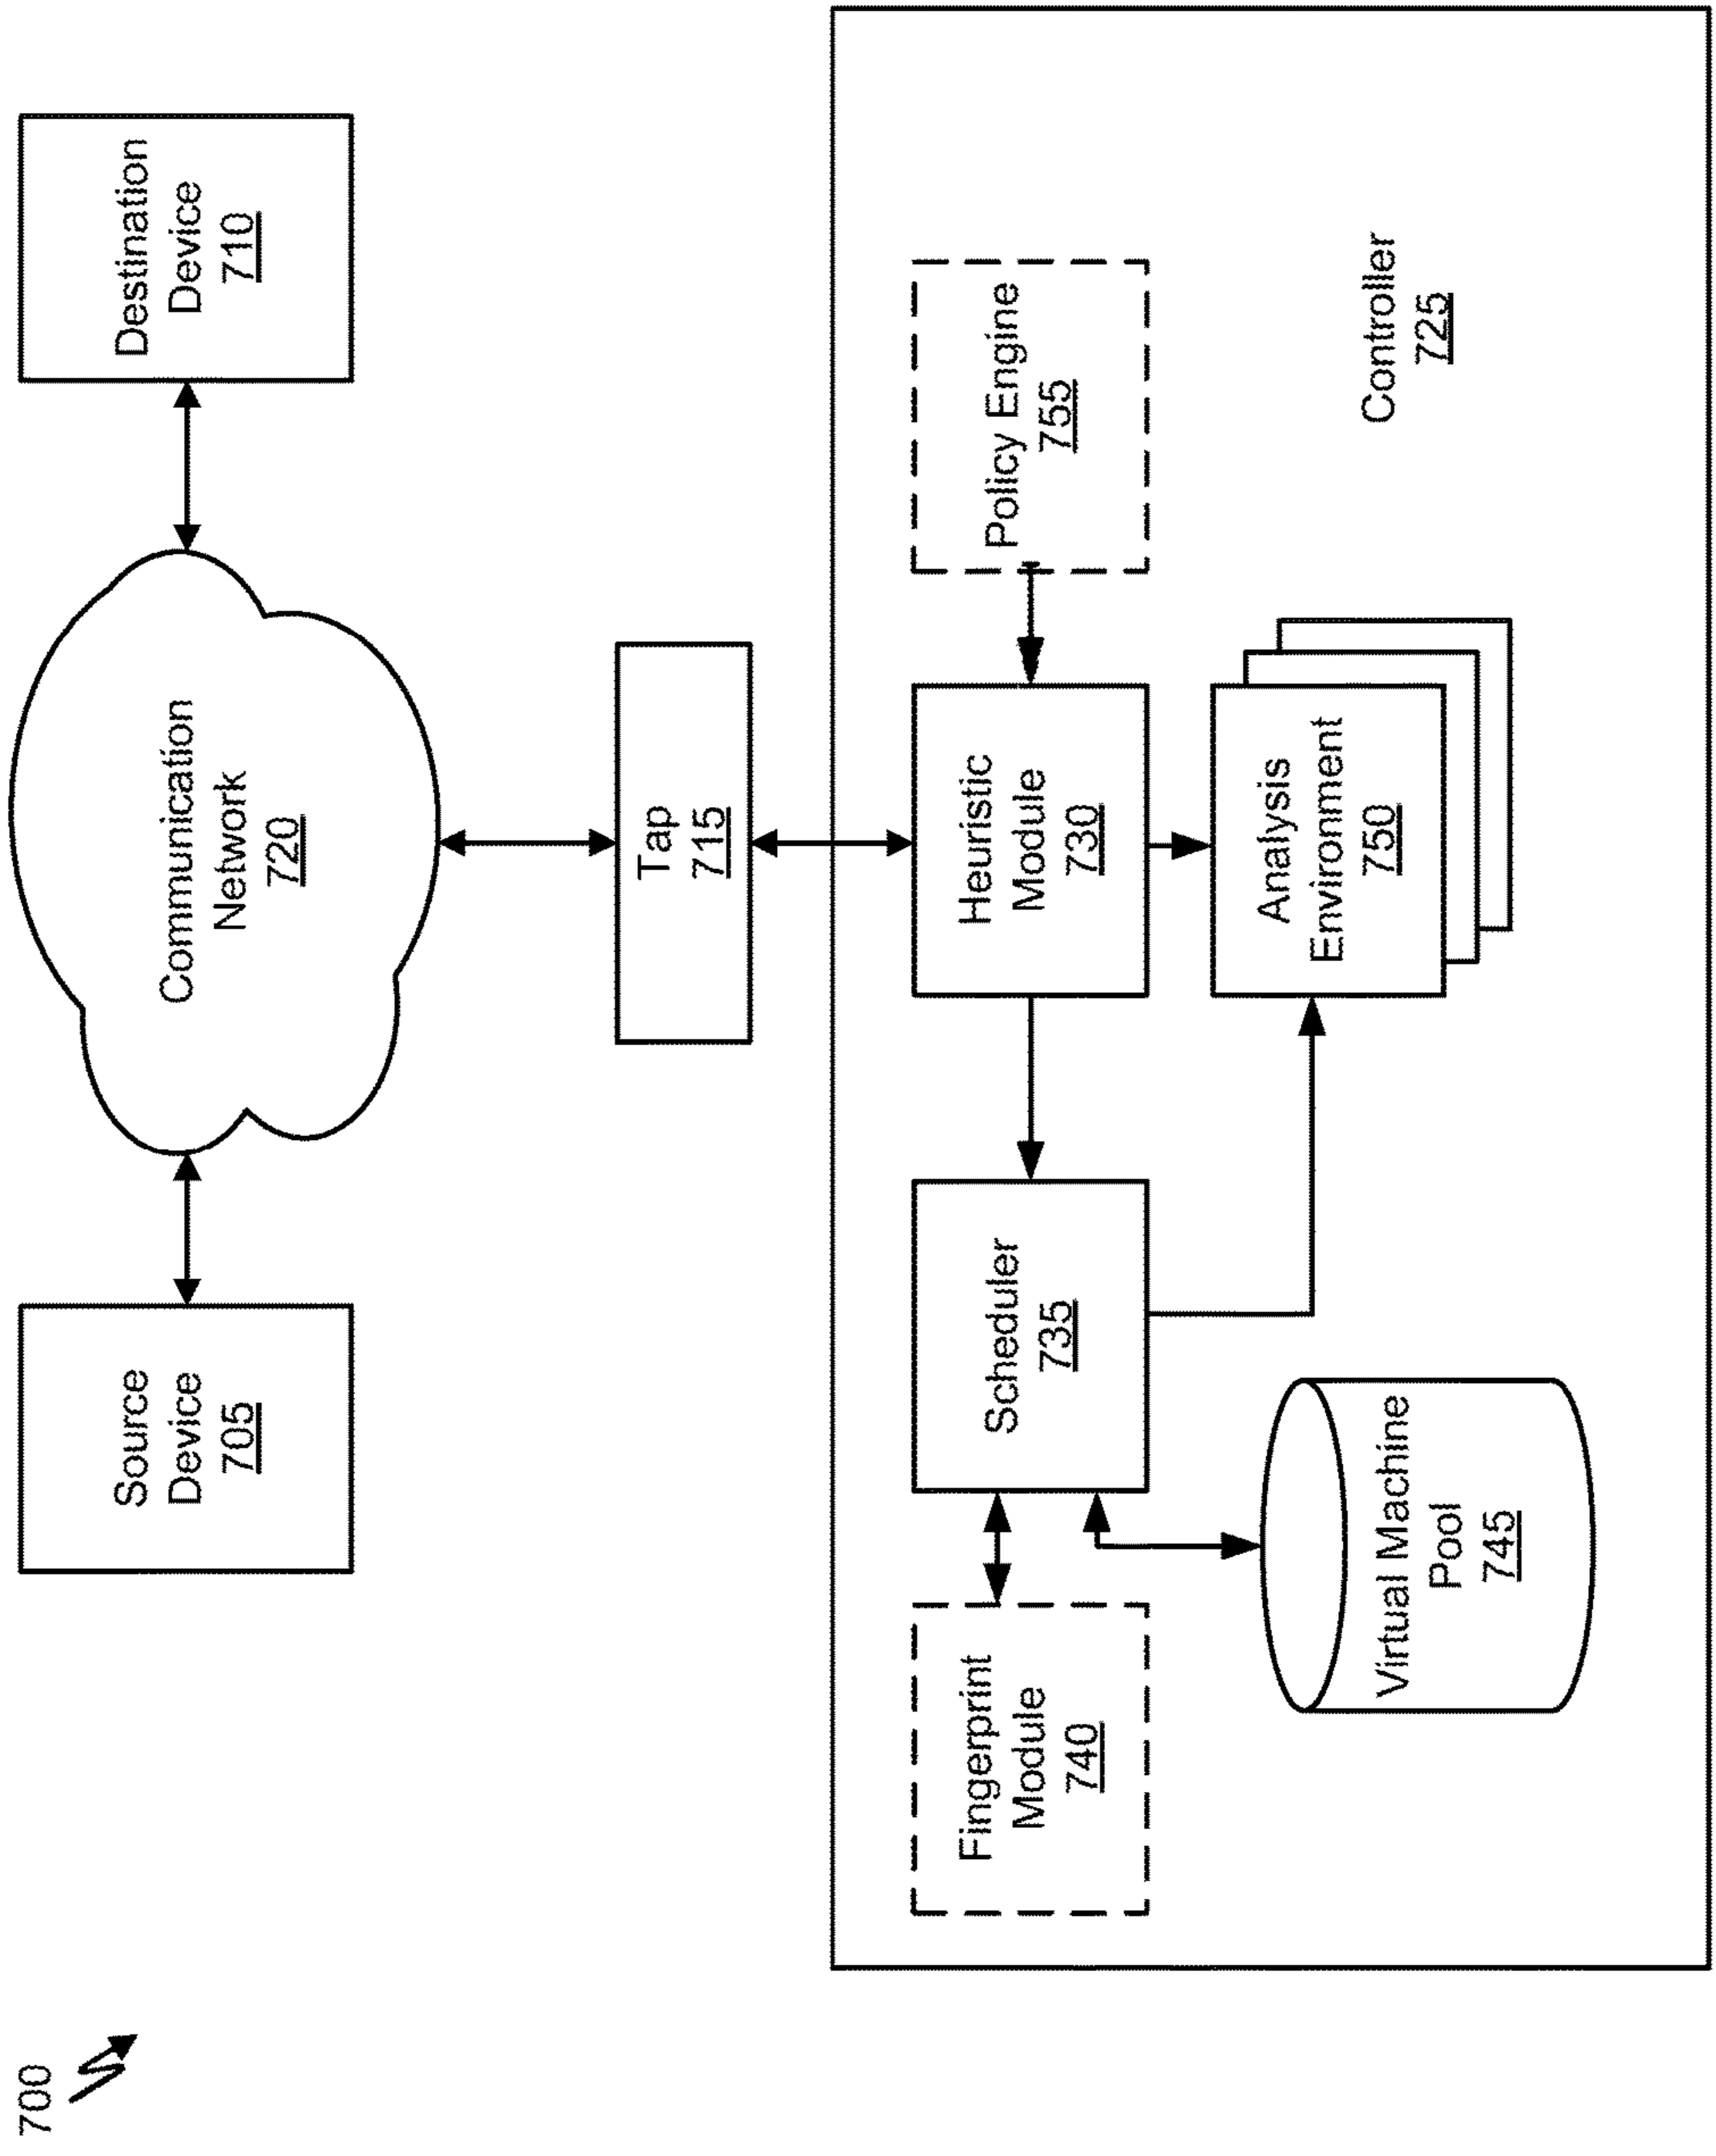 700
Source
Device
705
Communication
Network
720
Destination
Device
710
Tap
715
Fingerprint
Module
740
Scheduler
735
Heuristic
Module
730
Policy Engine
755
Virtual Machine
Pool
745
Analysis
Environment
750
Controller
725